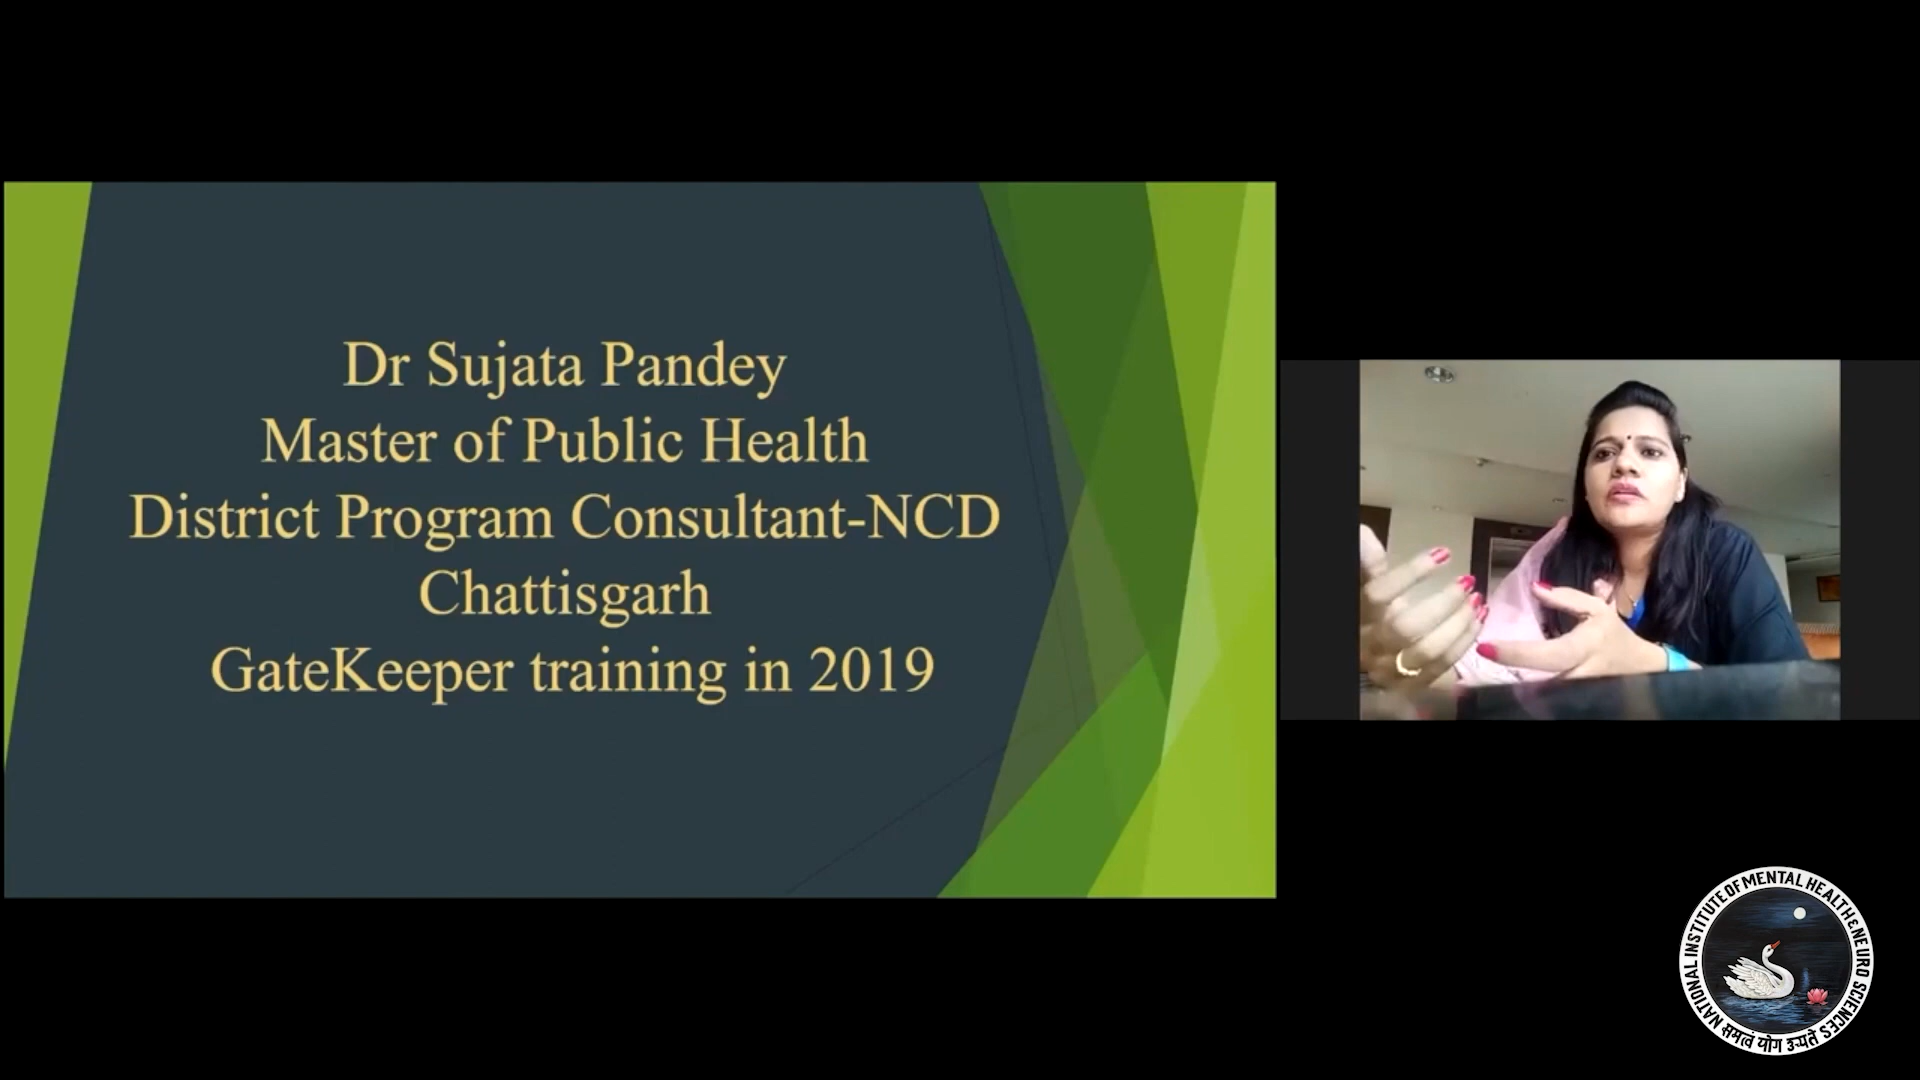 Dr Sujata Pandey
Master of Public Health
District Program Consultant-NCD
Chattisgarh
GateKeeper training in 2019
NATIONAL INSTITUTE OF MENTAL HEALTH & NEURO SCIENCES
समत्वं योग उच्यते